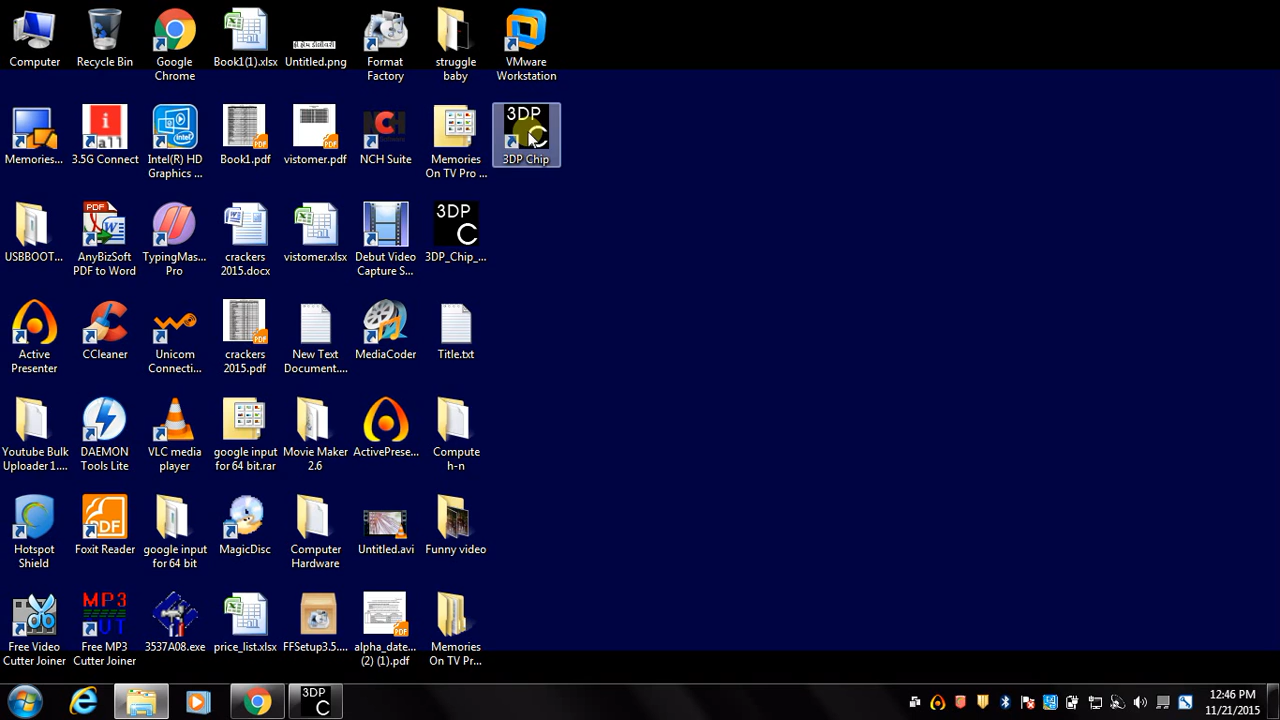 Computer
Recycle Bin
Google
Chrome
Book1(1).xlsx
Untitled.png
Format
Factory
struggle
baby
VMware
Workstation
Memories...
i
all
3.5G Connect
intel
Intel(R) HD
Graphics ...
Book1.pdf
vistomer.pdf
NCH
NCH Suite
Memories
On TV Pro ...
3DP
C
3DP Chip
USBBOOT...
PDF
W
AnyBizSoft
PDF to Word
TypingMas...
Pro
crackers
2015.docx
vistomer.xlsx
Debut Video
Capture S...
3DP
C
3DP_Chip_...
Active
Presenter
CCleaner
Unicom
Connecti...
crackers
2015.pdf
New Text
Document....
MediaCoder
Title.txt
Youtube Bulk
Uploader 1....
DAEMON
Tools Lite
VLC media
player
google input
for 64 bit.rar
Movie Maker
2.6
ActivePrese...
Compute
h-n
Hotspot
Shield
PDF
Foxit Reader
google input
for 64 bit
MagicDisc
Computer
Hardware
Untitled.avi
Funny video
Free Video
Cutter Joiner
MP3
UT
Free MP3
Cutter Joiner
3537A08.exe
price_list.xlsx
FFSetup3.5....
alpha_date...
(2) (1).pdf
Memories
On TV Pr...
3DP
C
12:46 PM
11/21/2015